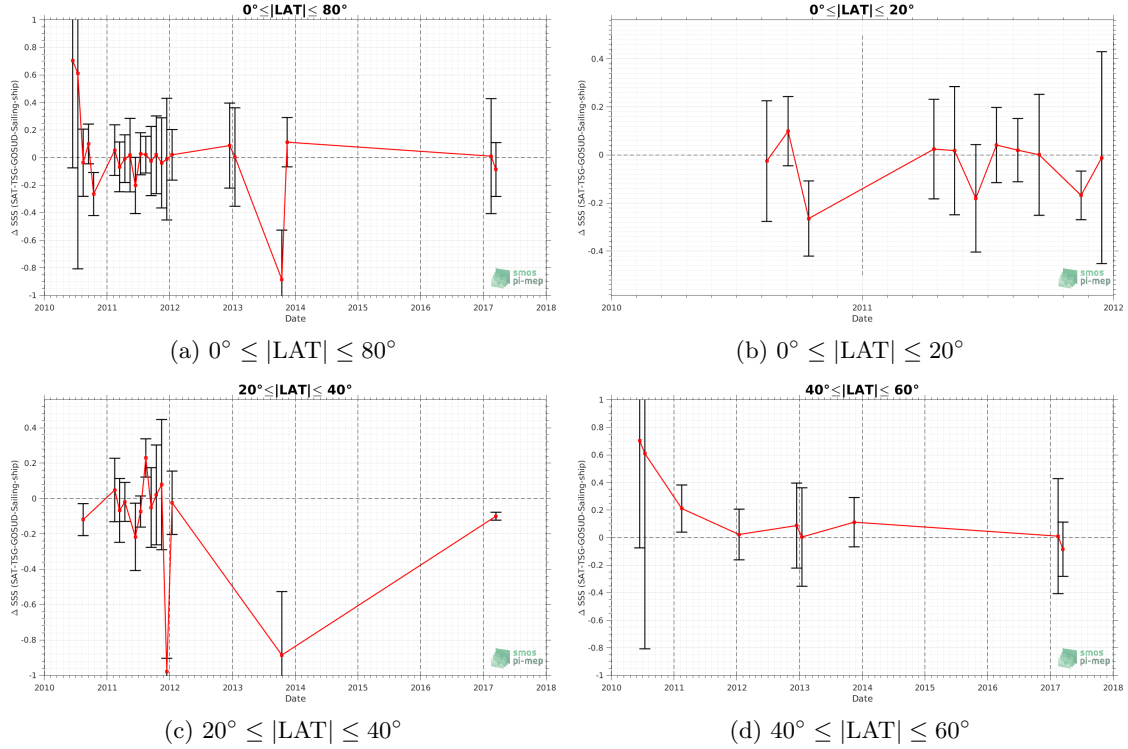 0°≤|LAT|≤ 80°
1
0.8
0.6
0.4
0.2
0
-0.2
-0.4
-0.6
-0.8
-1
Δ SSS (SAT-TSG-GOSUD-Sailing-ship)
2010 2011 2012 2013 2014 2015 2016 2017 2018
Date
smos
pi-mep
(a) 0° ≤ |LAT| ≤ 80°
0°≤|LAT|≤ 20°
0.4
0.2
0
-0.2
-0.4
Δ SSS (SAT-TSG-GOSUD-Sailing-ship)
2010 2011 2012
Date
smos
pi-mep
(b) 0° ≤ |LAT| ≤ 20°
20°≤|LAT|≤ 40°
0.4
0.2
0
-0.2
-0.4
-0.6
-0.8
-1
Δ SSS (SAT-TSG-GOSUD-Sailing-ship)
2010 2011 2012 2013 2014 2015 2016 2017 2018
Date
smos
pi-mep
(c) 20° ≤ |LAT| ≤ 40°
40°≤|LAT|≤ 60°
1
0.8
0.6
0.4
0.2
0
-0.2
-0.4
-0.6
-0.8
-1
Δ SSS (SAT-TSG-GOSUD-Sailing-ship)
2010 2011 2012 2013 2014 2015 2016 2017 2018
Date
smos
pi-mep
(d) 40° ≤ |LAT| ≤ 60°